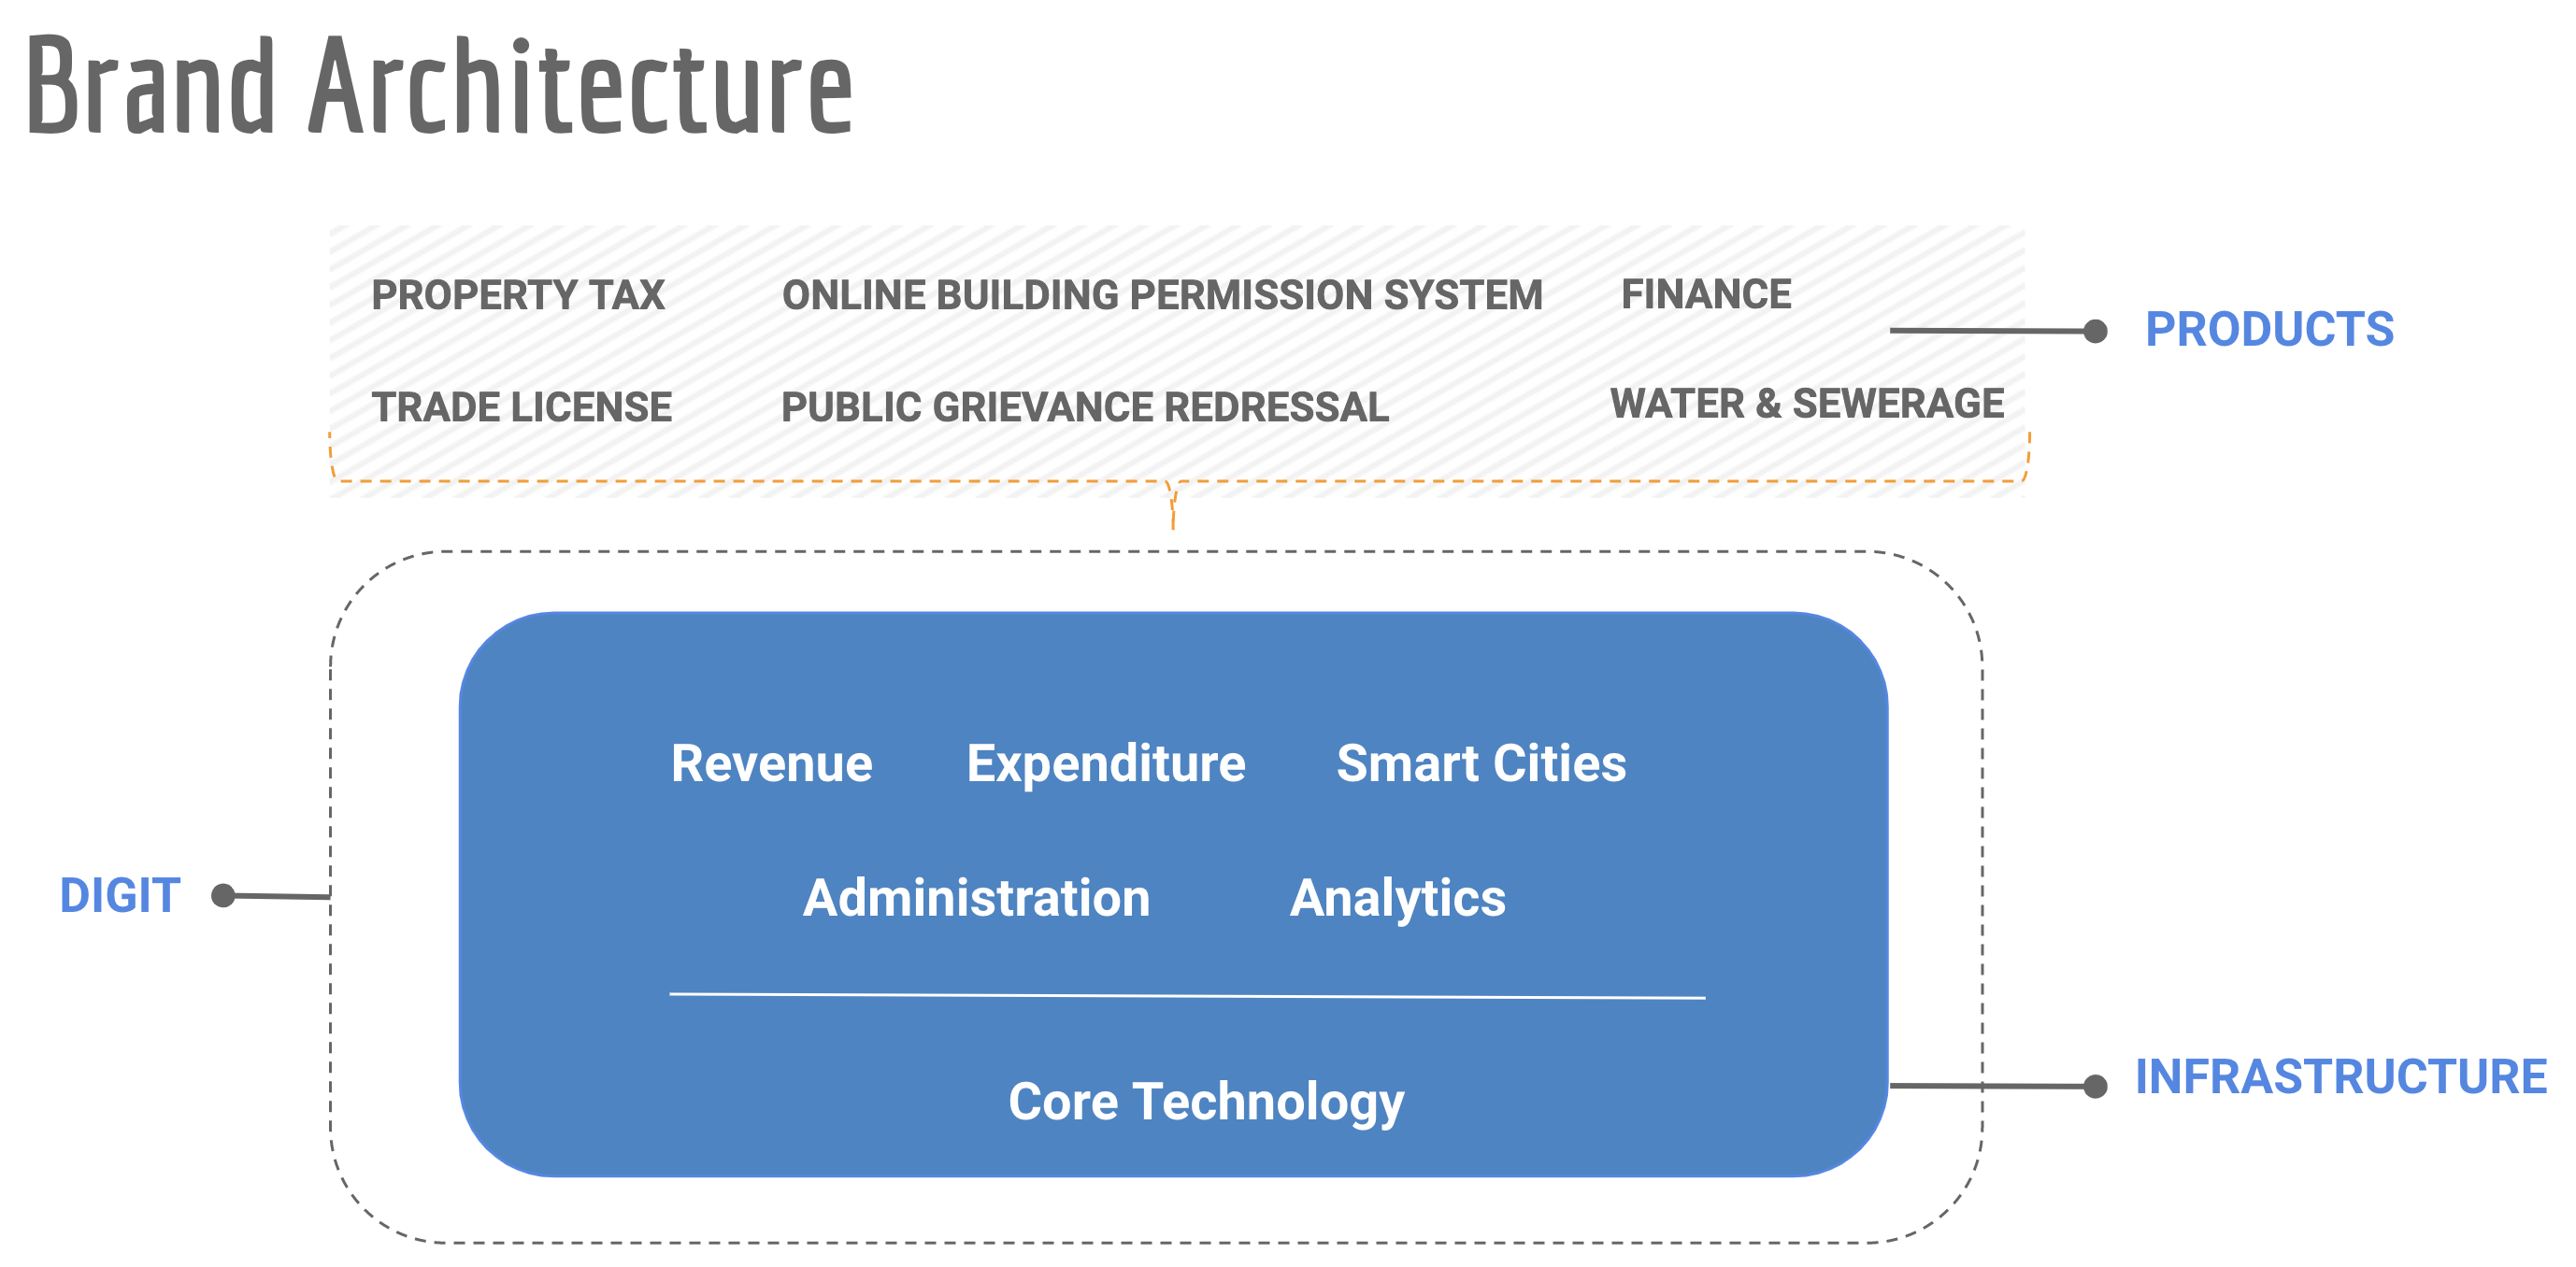 Brand Architecture
PROPERTY TAX
ONLINE BUILDING PERMISSION SYSTEM
FINANCE
PRODUCTS
TRADE LICENSE
PUBLIC GRIEVANCE REDRESSAL
WATER & SEWERAGE
Revenue
Expenditure
Smart Cities
DIGIT
Administration
Analytics
Core Technology
INFRASTRUCTURE